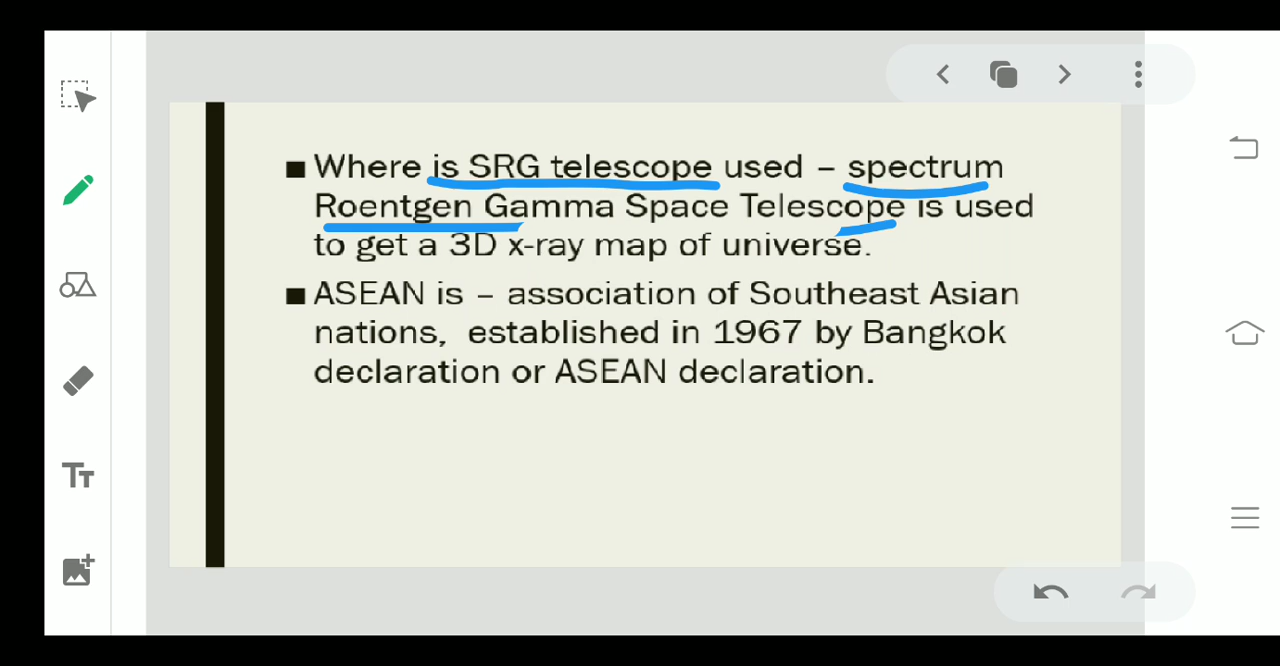 ■ Where is SRG telescope used – spectrum
Roentgen Gamma Space Telescope is used
to get a 3D x-ray map of universe.
■ ASEAN is – association of Southeast Asian
nations, established in 1967 by Bangkok
declaration or ASEAN declaration.
TT